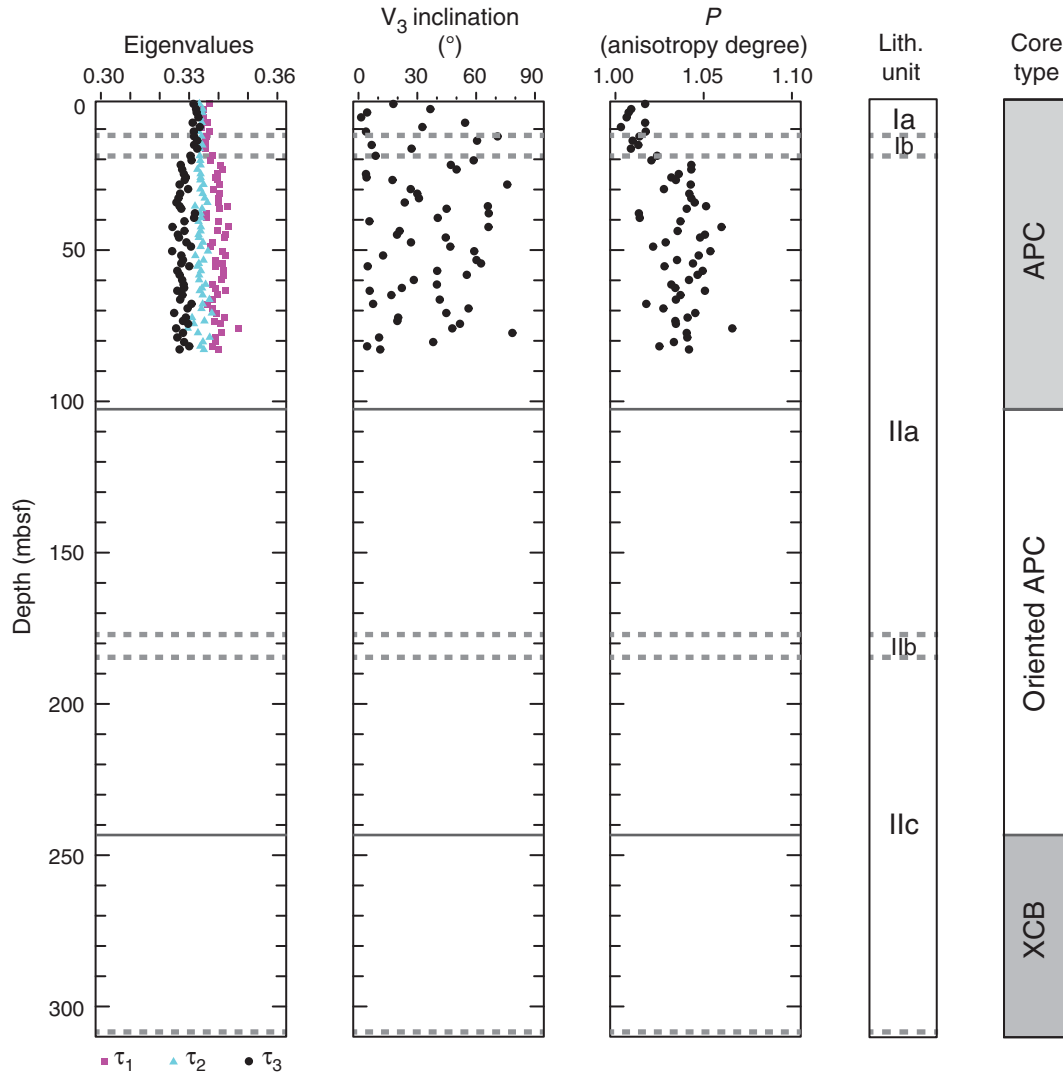 V3 inclination
P
Eigenvalues
(°)
(anisotropy degree)
Lith.
unit
Core
type
0.30 0.33 0.36
0 30 60 90
1.00 1.05 1.10
0
50
100
150
200
250
300
Depth (mbsf)
Ia
Ib
IIa
IIb
IIc
APC
Oriented APC
XCB
τ1 τ2 τ3